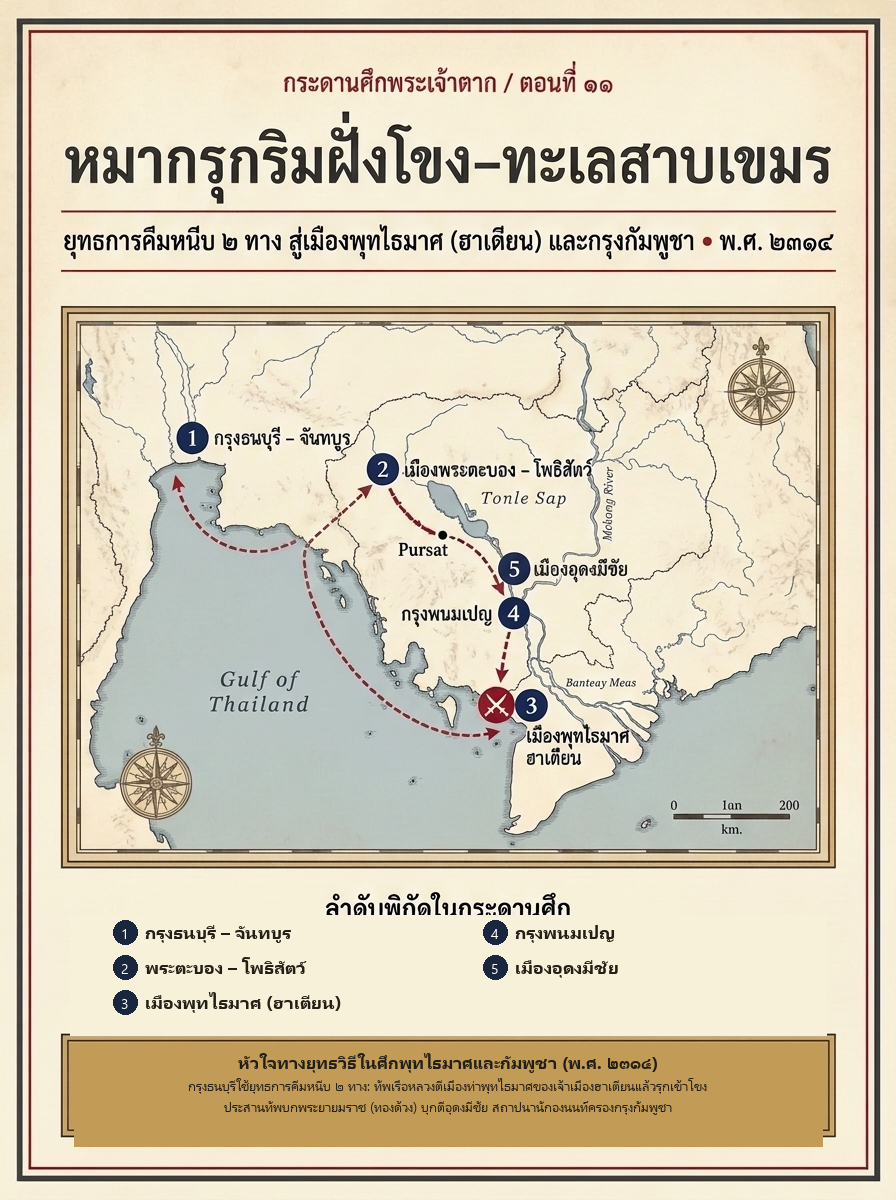 กระดานศึกพระเจ้าตาก / ตอนที่ ๑๑
หมากรุกริมฝั่งโขง–ทะเลสาบเขมร
ยุทธการคีมหนีบ ๒ ทาง สู่เมืองพุทไธมาศ (ฮาเตียน) และกรุงกัมพูชา • พ.ศ. ๒๓๑๔
1 กรุงธนบุรี – จันทบูร
2 เมืองพระตะบอง – โพธิสัตว์
Tonle Sap
Mokong River
Pursat
5 เมืองอุดงมีชัย
กรุงพนมเปญ 4
Gulf of
Thailand
Banteay Meas
3
เมืองพุทไธมาศ
ฮาเตียน
0 Ian 200
km.
ลำดับพิกัดในกระดานศึก
1 กรุงธนบุรี – จันทบูร
2 พระตะบอง – โพธิสัตว์
3 เมืองพุทไธมาศ (ฮาเตียน)
4 กรุงพนมเปญ
5 เมืองอุดงมีชัย
หัวใจทางยุทธวิธีในศึกพุทไธมาศและกัมพูชา (พ.ศ. ๒๓๑๔)
กรุงธนบุรีใช้ยุทธการคีมหนีบ ๒ ทาง: ทัพเรือหลวงตีเมืองท่าพุทไธมาศของเจ้าเมืองฮาเตียนแล้วรุกเข้าโขง
ประสานทัพบกพระยายมราช (ทองด้วง) บุกตีอุดงมีชัย สถาปนานักองนนท์ครองกรุงกัมพูชา